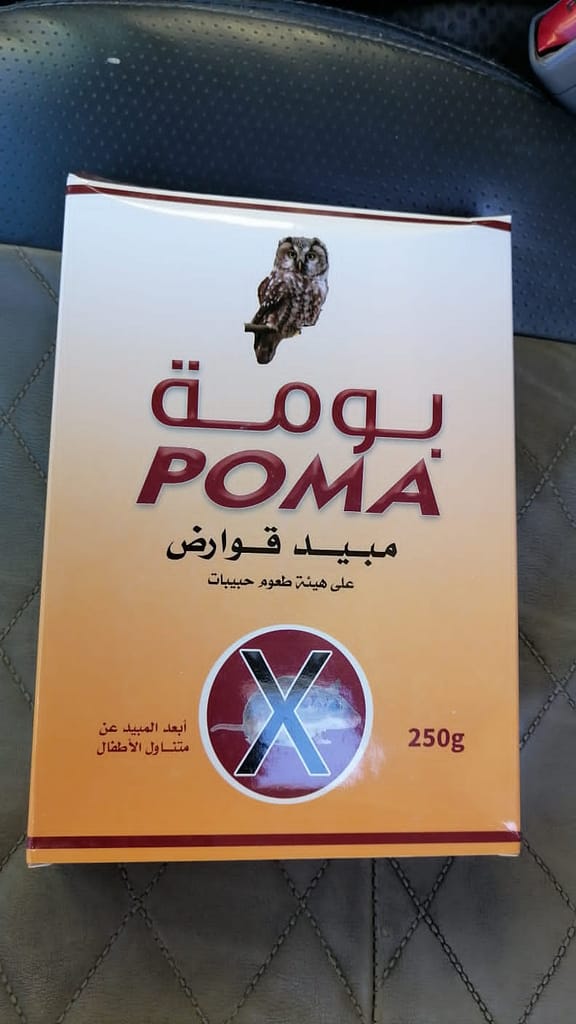 بومة
POMA
مبيد قوارض
على هيئة طعوم حبيبات
أبعد المبيد عن
متناول الأطفال
250g